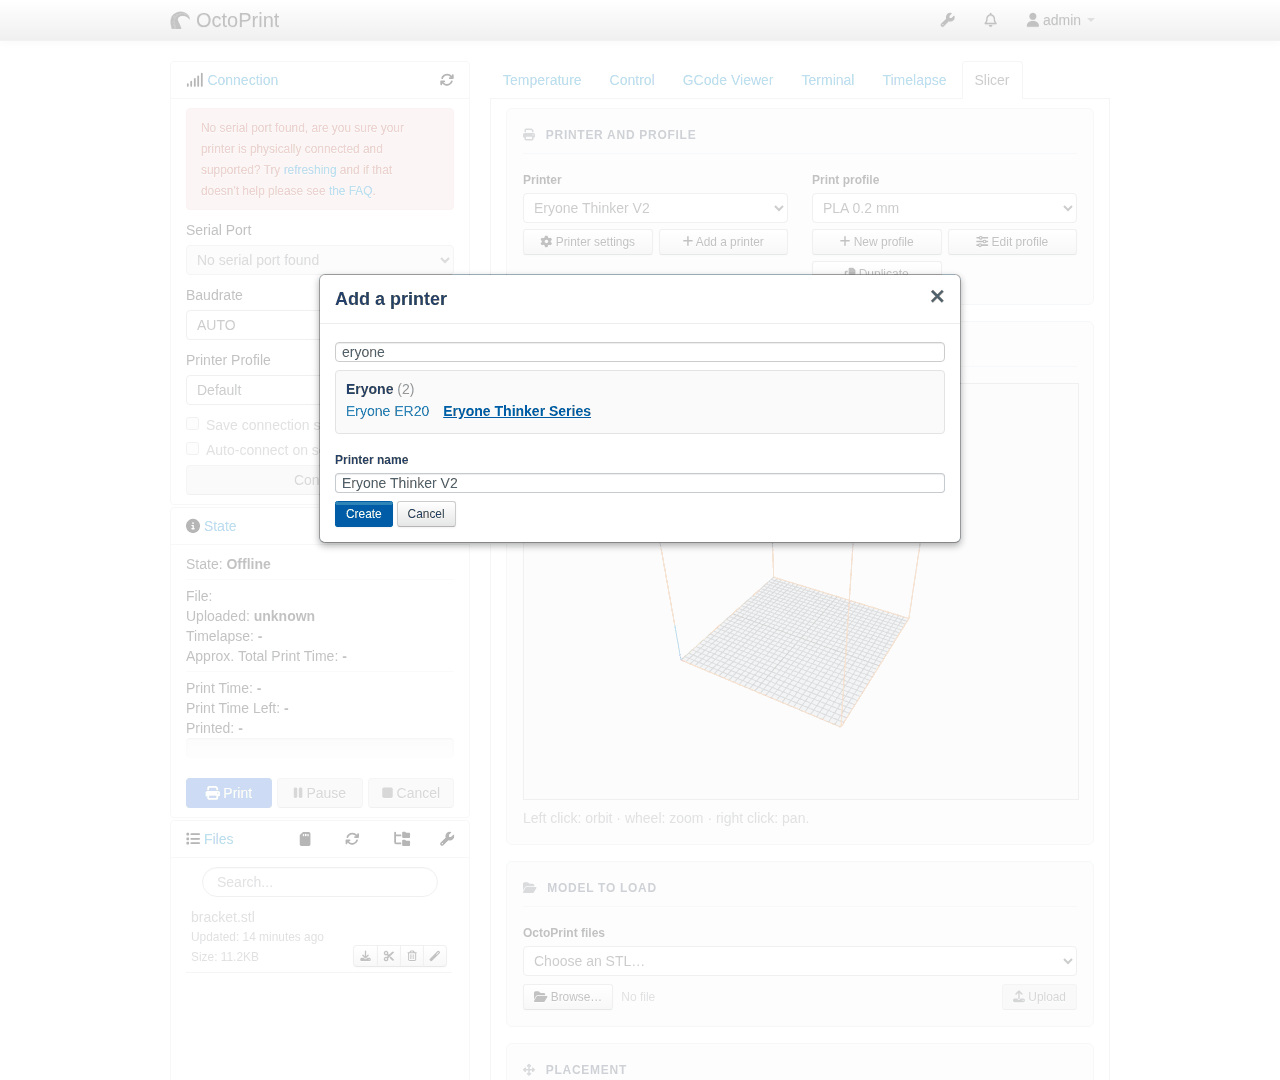 OctoPrint
admin
Connection
No serial port found, are you sure your
printer is physically connected and
supported? Try refreshing and if that
doesn't help please see the FAQ.
Serial Port
No serial port found
Baudrate
AUTO
Printer Profile
Default
Save connection s
Auto-connect on s
Con
State
State: Offline
File:
Uploaded: unknown
Timelapse: -
Approx. Total Print Time: -
Print Time: -
Print Time Left: -
Printed: -
Print
Pause
Cancel
Files
Search...
bracket.stl
Updated: 14 minutes ago
Size: 11.2KB
Temperature
Control
GCode Viewer
Terminal
Timelapse
Slicer
PRINTER AND PROFILE
Printer
Print profile
Eryone Thinker V2
PLA 0.2 mm
Printer settings
Add a printer
New profile
Edit profile
Duplicate
Add a printer
×
eryone
Eryone (2)
Eryone ER20 Eryone Thinker Series
Printer name
Eryone Thinker V2
Create
Cancel
Left click: orbit · wheel: zoom · right click: pan.
MODEL TO LOAD
OctoPrint files
Choose an STL…
Browse…
No file
Upload
PLACEMENT